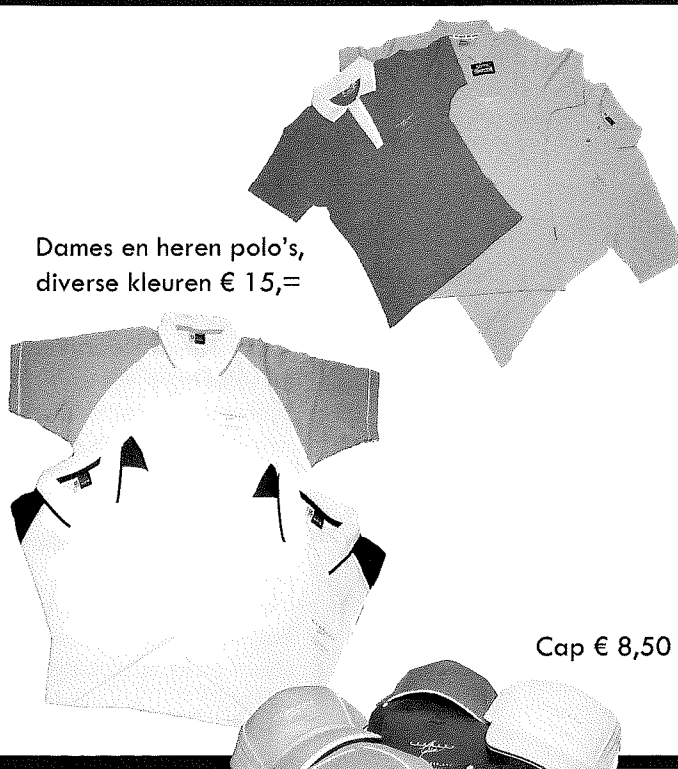 Dames en heren polo's,
diverse kleuren € 15,=
Cap € 8,50